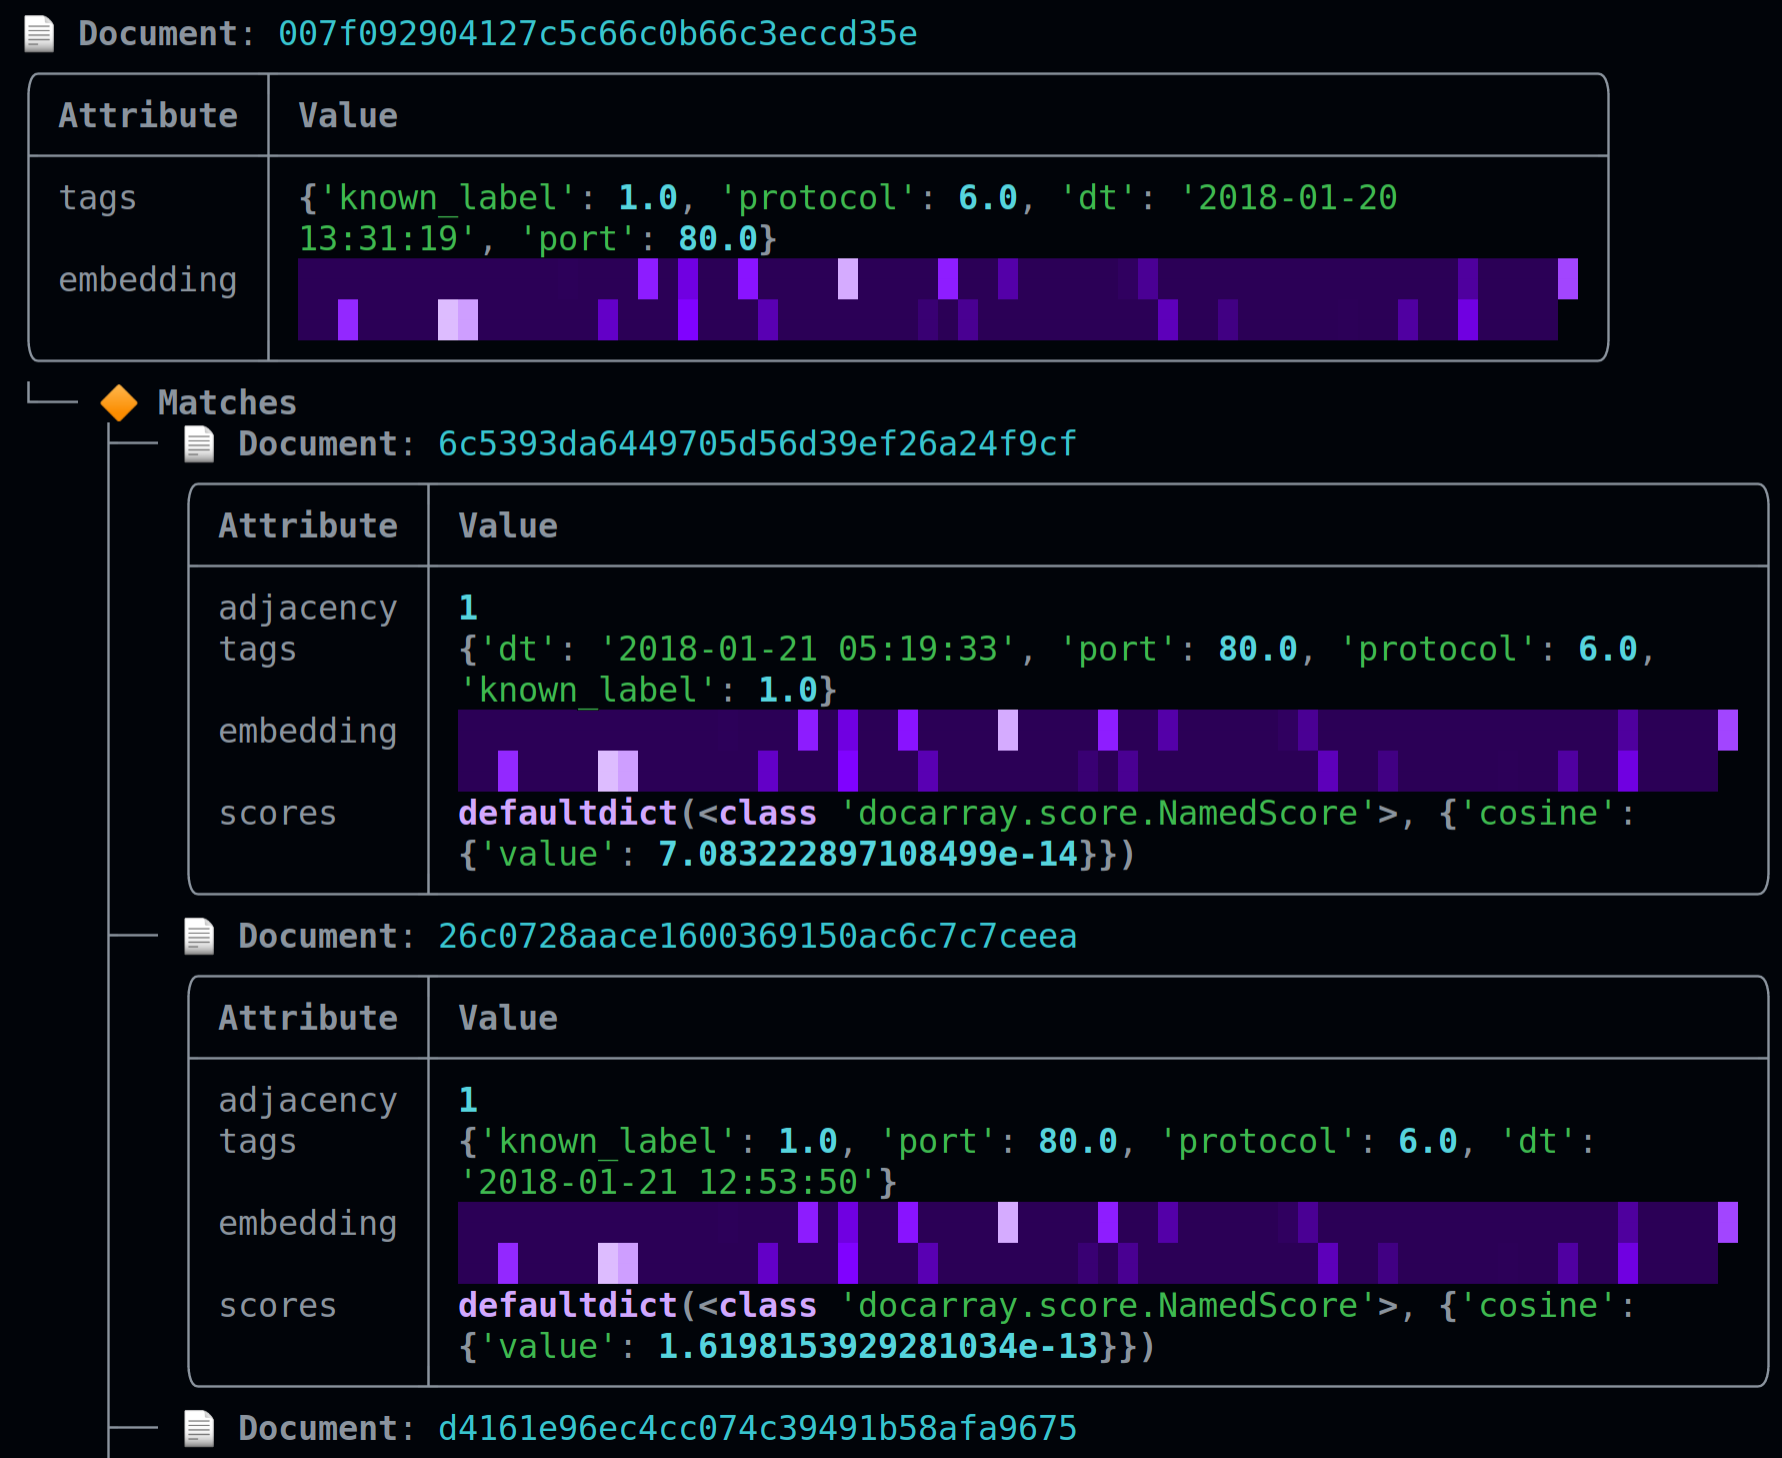 Document: 007f092904127c5c66c0b66c3eccd35e
Attribute Value
tags {'known_label': 1.0, 'protocol': 6.0, 'dt': '2018-01-20
13:31:19', 'port': 80.0}
embedding
Matches
Document: 6c5393da6449705d56d39ef26a24f9cf
Attribute Value
adjacency 1
tags {'dt': '2018-01-21 05:19:33', 'port': 80.0, 'protocol': 6.0,
'known_label': 1.0}
embedding
scores defaultdict(<class 'docarray.score.NamedScore'>, {'cosine':
{'value': 7.083222897108499e-14}})
Document: 26c0728aace1600369150ac6c7c7ceea
Attribute Value
adjacency 1
tags {'known_label': 1.0, 'port': 80.0, 'protocol': 6.0, 'dt':
'2018-01-21 12:53:50'}
embedding
scores defaultdict(<class 'docarray.score.NamedScore'>, {'cosine':
{'value': 1.6198153929281034e-13}})
Document: d4161e96ec4cc074c39491b58afa9675